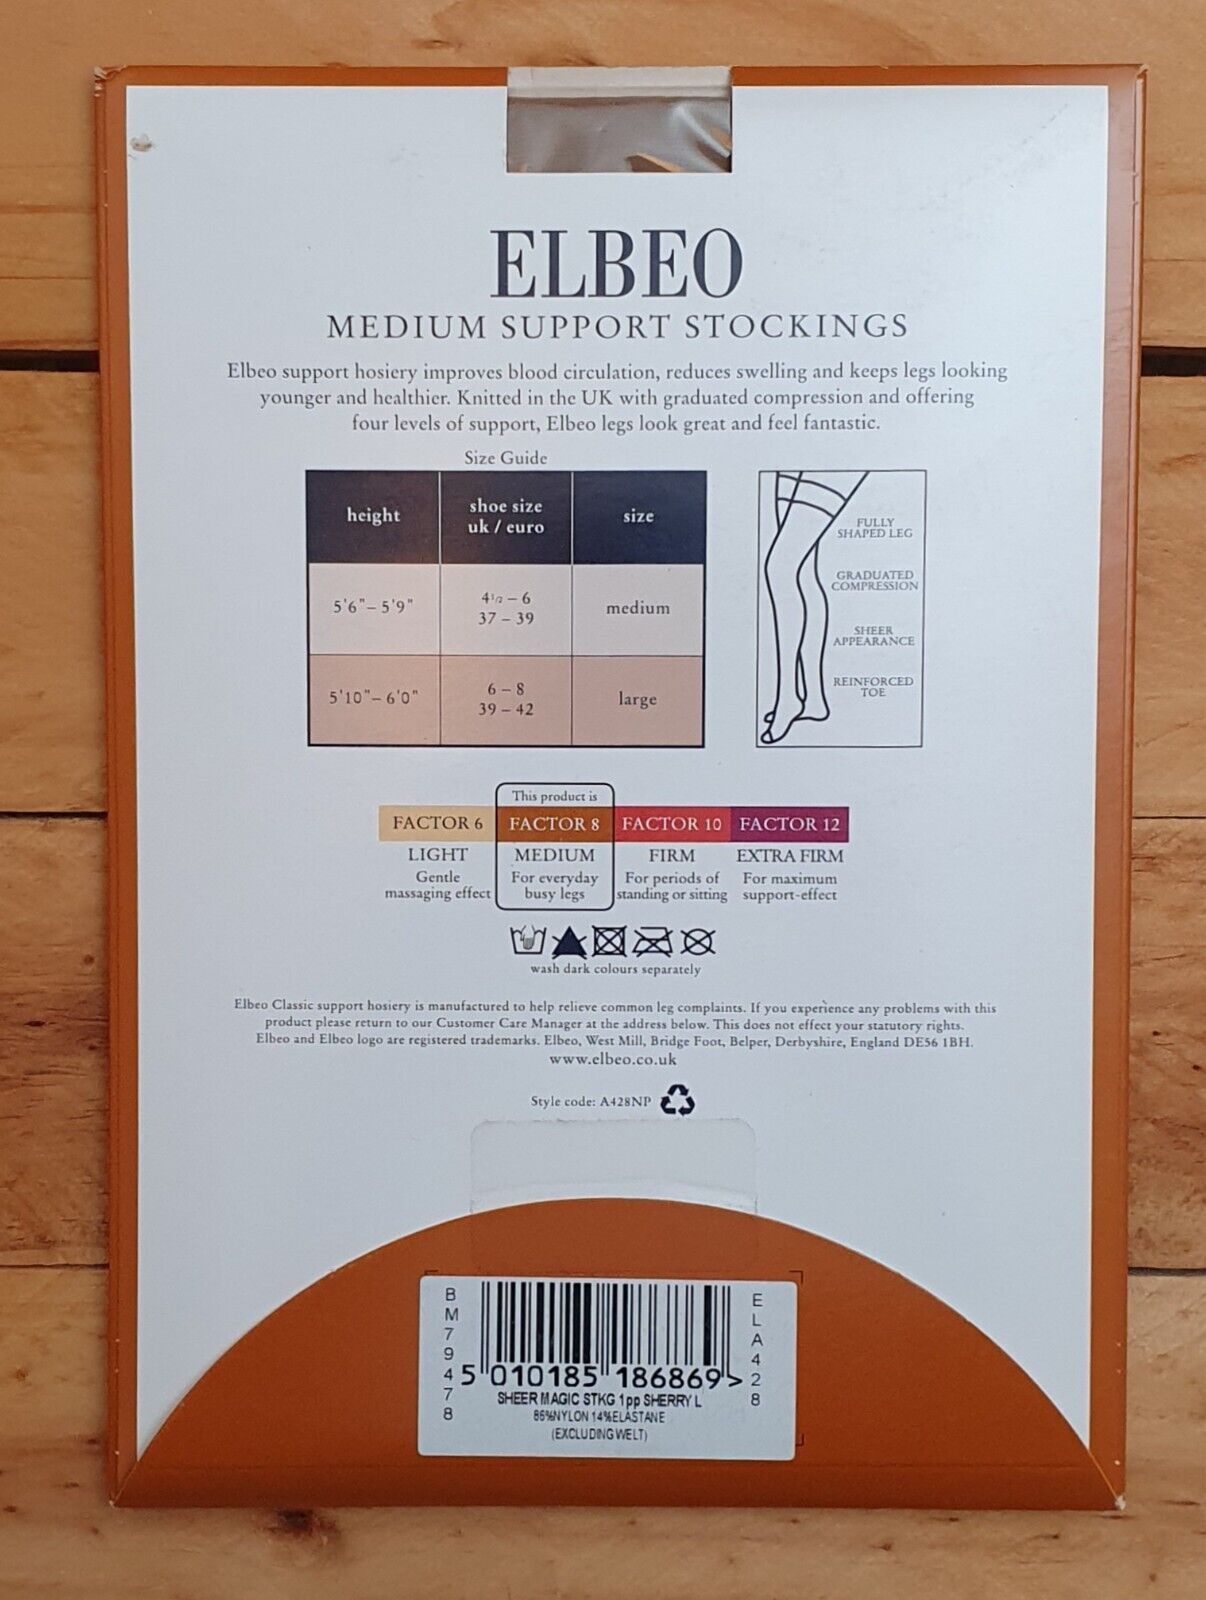 ELBEO
MEDIUM SUPPORT STOCKINGS
Elbeo support hosiery improves blood circulation, reduces swelling and keeps legs looking
younger and healthier. Knitted in the UK with graduated compression and offering
four levels of support, Elbeo legs look great and feel fantastic.
Size Guide
height
shoe size
uk / euro
size
5'6"– 5'9"
4½ – 6
37 – 39
medium
5'10"– 6'0"
6 – 8
39 – 42
large
FULLY
SHAPED LEG
GRADUATED
COMPRESSION
SHEER
APPEARANCE
REINFORCED
TOE
This product is
FACTOR 6 FACTOR 8 FACTOR 10 FACTOR 12
LIGHT MEDIUM FIRM EXTRA FIRM
Gentle For everyday For periods of For maximum
massaging effect busy legs standing or sitting support-effect
wash dark colours separately
Elbeo Classic support hosiery is manufactured to help relieve common leg complaints. If you experience any problems with this
product please return to our Customer Care Manager at the address below. This does not effect your statutory rights.
Elbeo and Elbeo logo are registered trademarks. Elbeo, West Mill, Bridge Foot, Belper, Derbyshire, England DE56 1BH.
www.elbeo.co.uk
Style code: A428NP
BM79478
ELA428
5 010185 186869 >
SHEER MAGIC STKG 1pp SHERRY L
86%NYLON 14%ELASTANE
(EXCLUDING WELT)